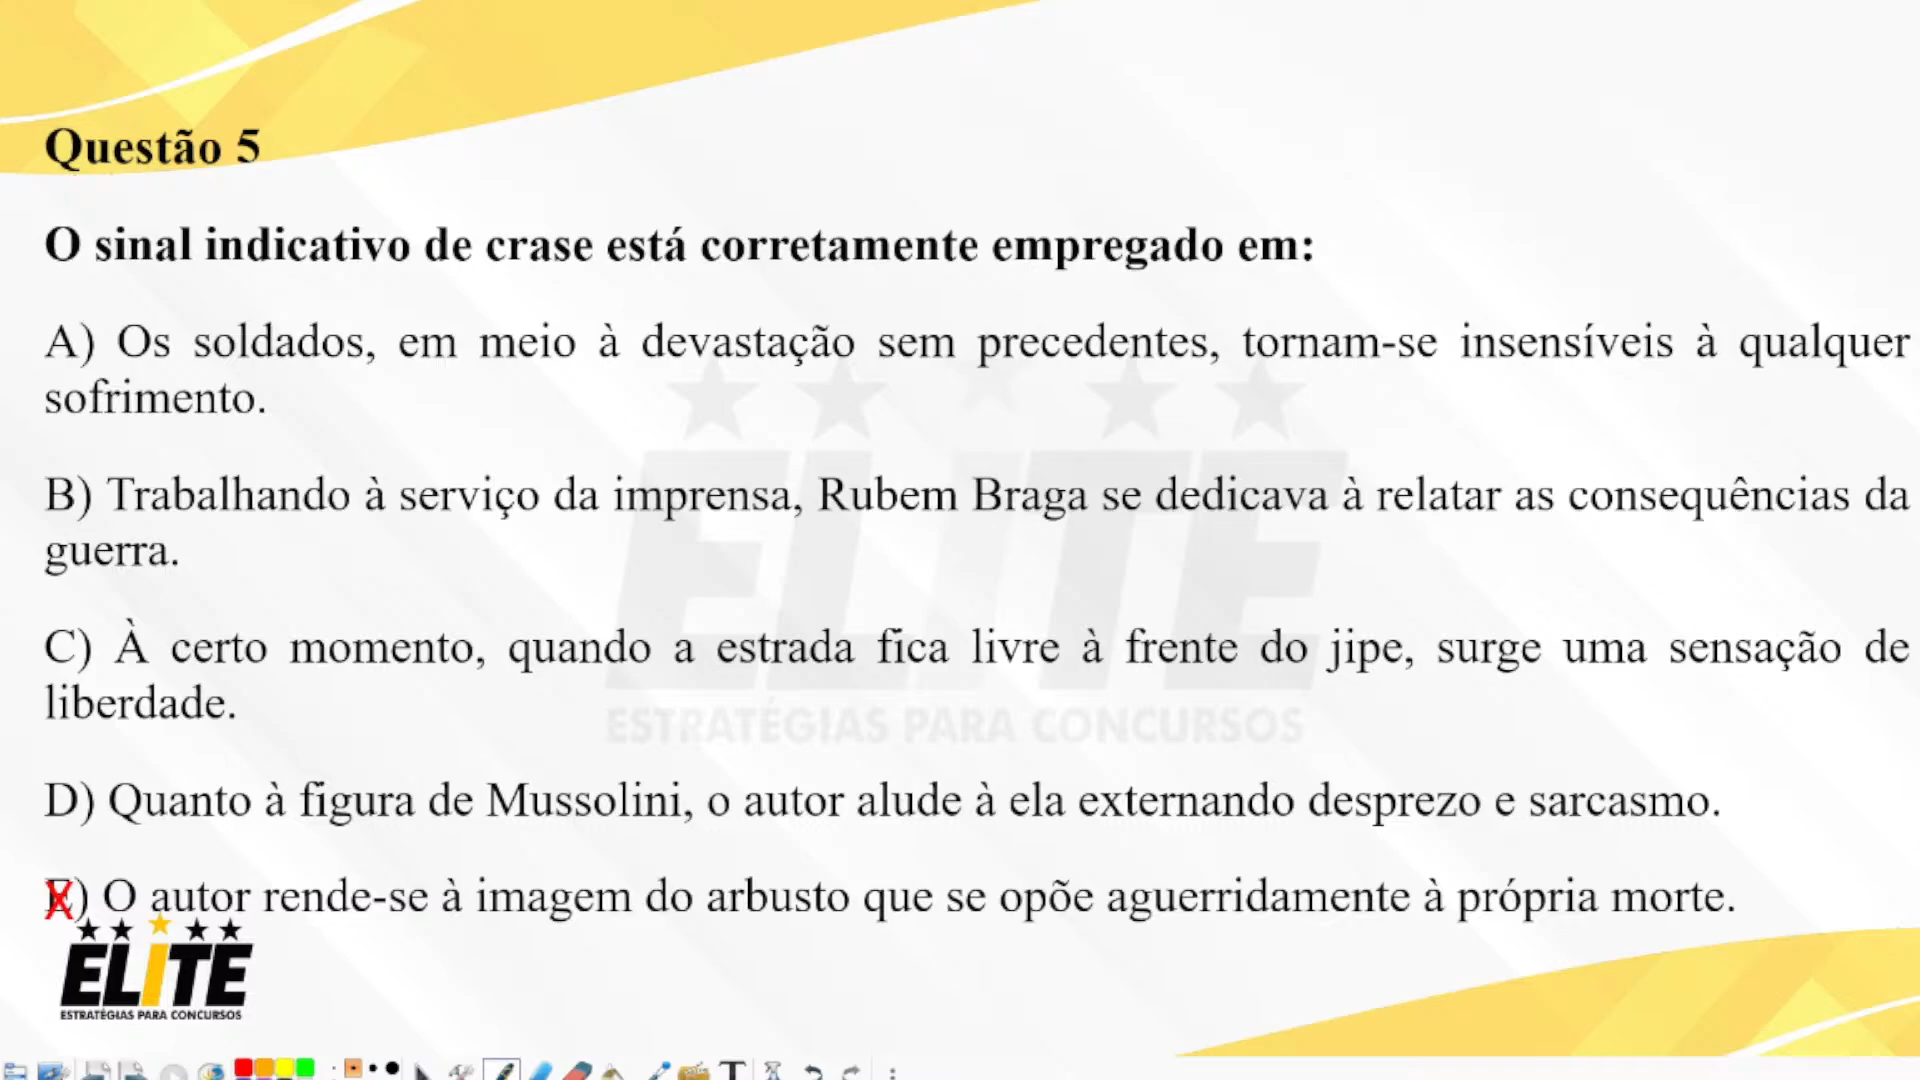 Questão 5
O sinal indicativo de crase está corretamente empregado em:
A) Os soldados, em meio à devastação sem precedentes, tornam-se insensíveis à qualquer
sofrimento.
B) Trabalhando à serviço da imprensa, Rubem Braga se dedicava à relatar as consequências da
guerra.
C) À certo momento, quando a estrada fica livre à frente do jipe, surge uma sensação de
liberdade.
D) Quanto à figura de Mussolini, o autor alude à ela externando desprezo e sarcasmo.
E) O autor rende-se à imagem do arbusto que se opõe aguerridamente à própria morte.
ELITE
ESTRATÉGIAS PARA CONCURSOS
ELITE
ESTRATÉGIAS PARA CONCURSOS